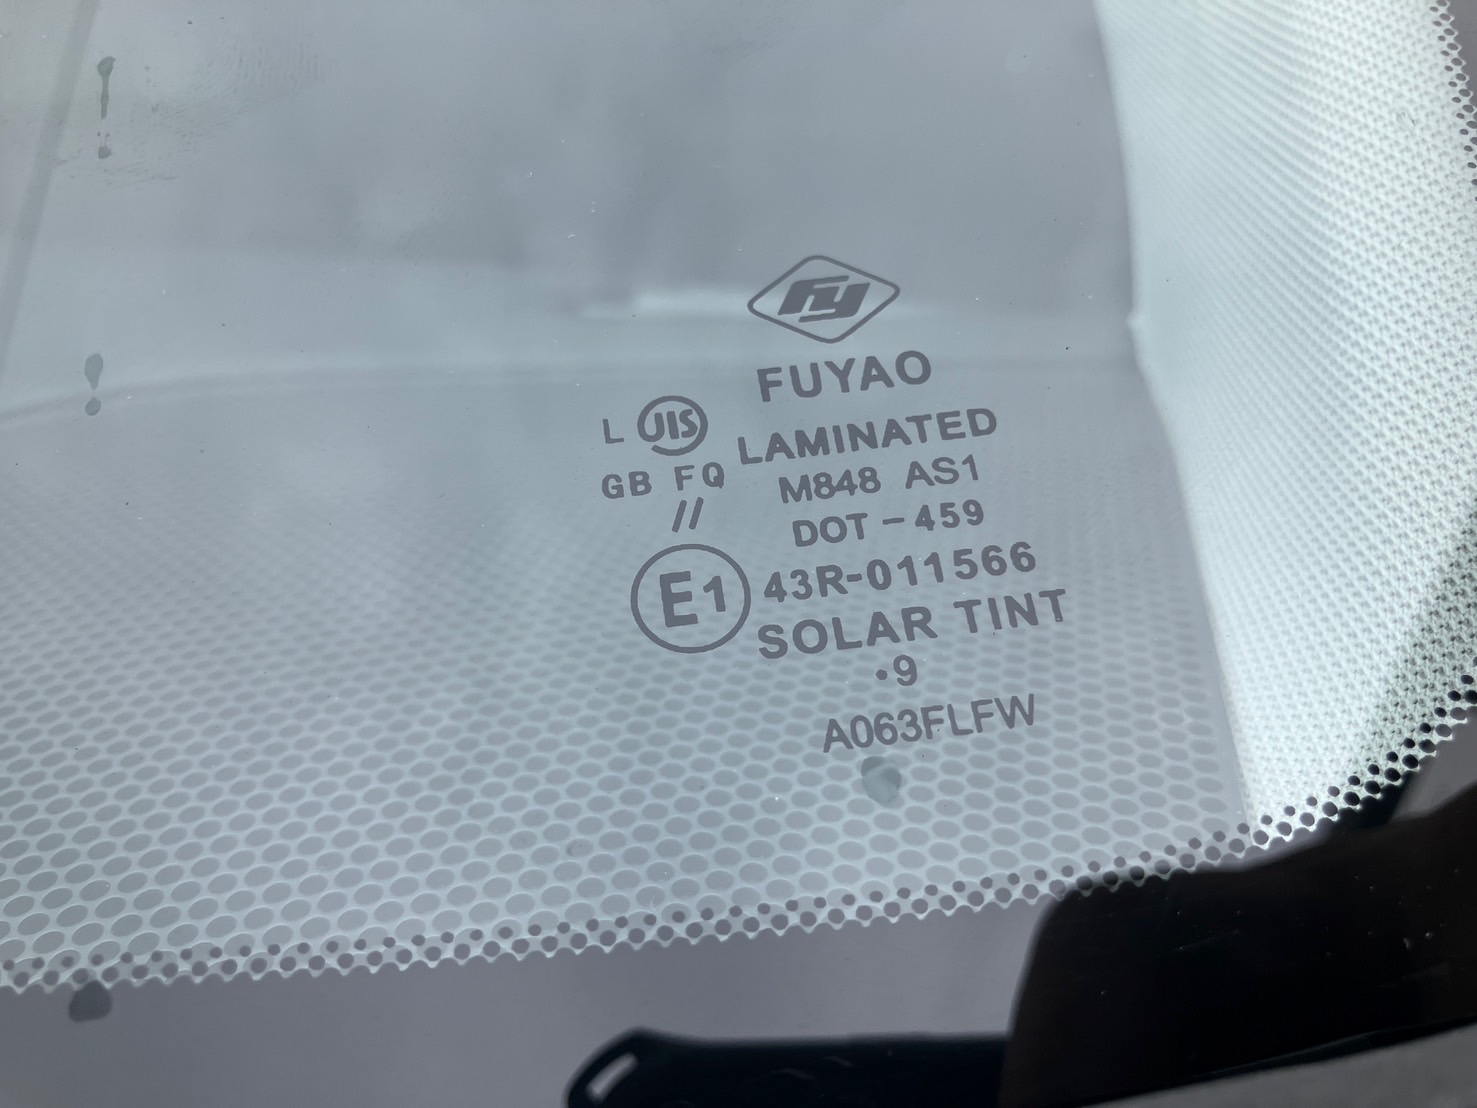 FY
FUYAO
L JIS LAMINATED
GB FQ M848 AS1
// DOT - 459
E1 43R-011566
SOLAR TINT
.9
A063FLFW